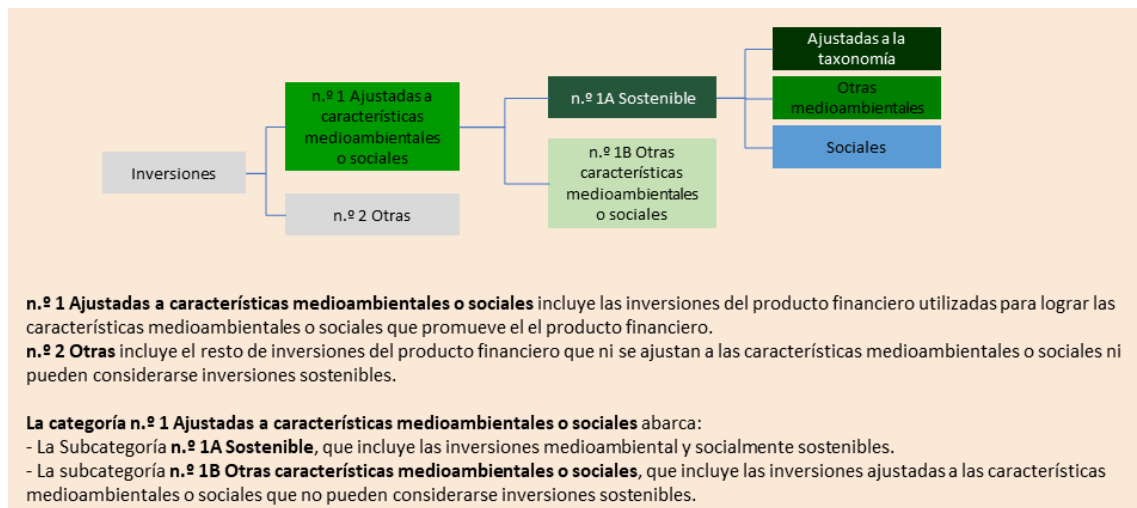 Ajustadas a la
taxonomía
n.º 1 Ajustadas a
características
medioambientales
o sociales
n.º 1A Sostenible
Otras
medioambientales
Sociales
n.º 1B Otras
características
medioambientales
o sociales
Inversiones
n.º 2 Otras
n.º 1 Ajustadas a características medioambientales o sociales incluye las inversiones del producto financiero utilizadas para lograr las
características medioambientales o sociales que promueve el el producto financiero.
n.º 2 Otras incluye el resto de inversiones del producto financiero que ni se ajustan a las características medioambientales o sociales ni
pueden considerarse inversiones sostenibles.
La categoría n.º 1 Ajustadas a características medioambientales o sociales abarca:
- La Subcategoría n.º 1A Sostenible, que incluye las inversiones medioambiental y socialmente sostenibles.
- La subcategoría n.º 1B Otras características medioambientales o sociales, que incluye las inversiones ajustadas a las características
medioambientales o sociales que no pueden considerarse inversiones sostenibles.